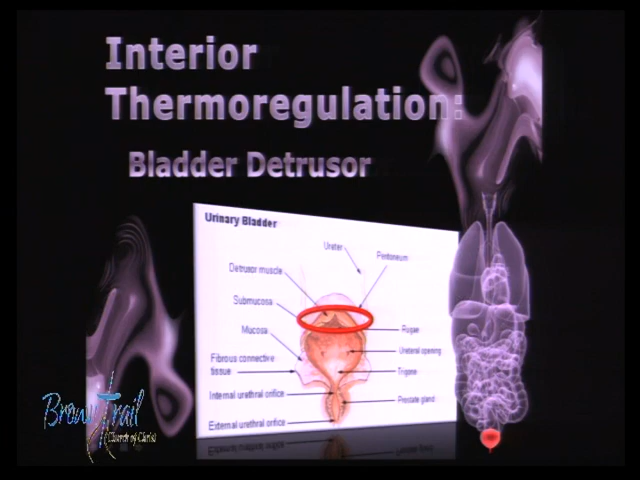 Interior
Thermoregulation:
Bladder Detrusor
Urinary Bladder
Ureter
Peritoneum
Detrusor muscle
Submucosa
Mucosa
Rugae
Ureteral opening
Fibrous connective
tissue
Trigone
Internal urethral orifice
Prostate gland
External urethral orifice
Brown Trail
Church of Christ